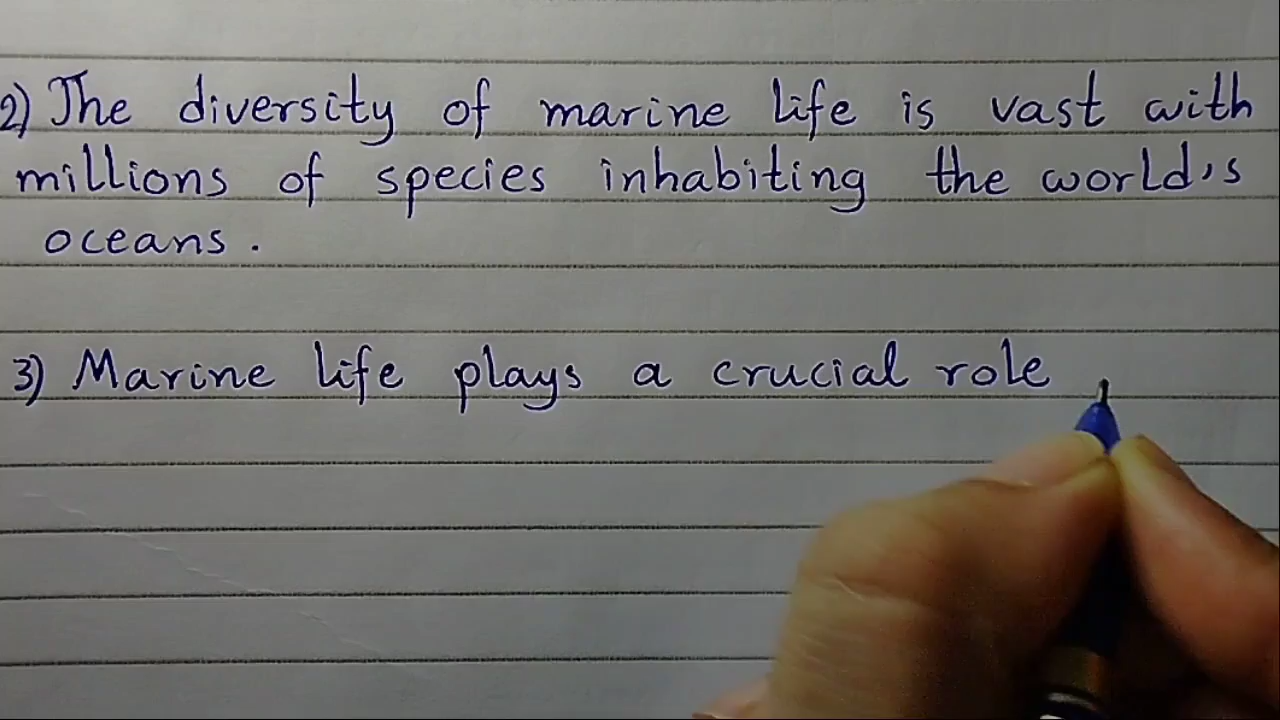 2) The diversity of marine life is vast with
millions of species inhabiting the world's
oceans.
3) Marine life plays a crucial role